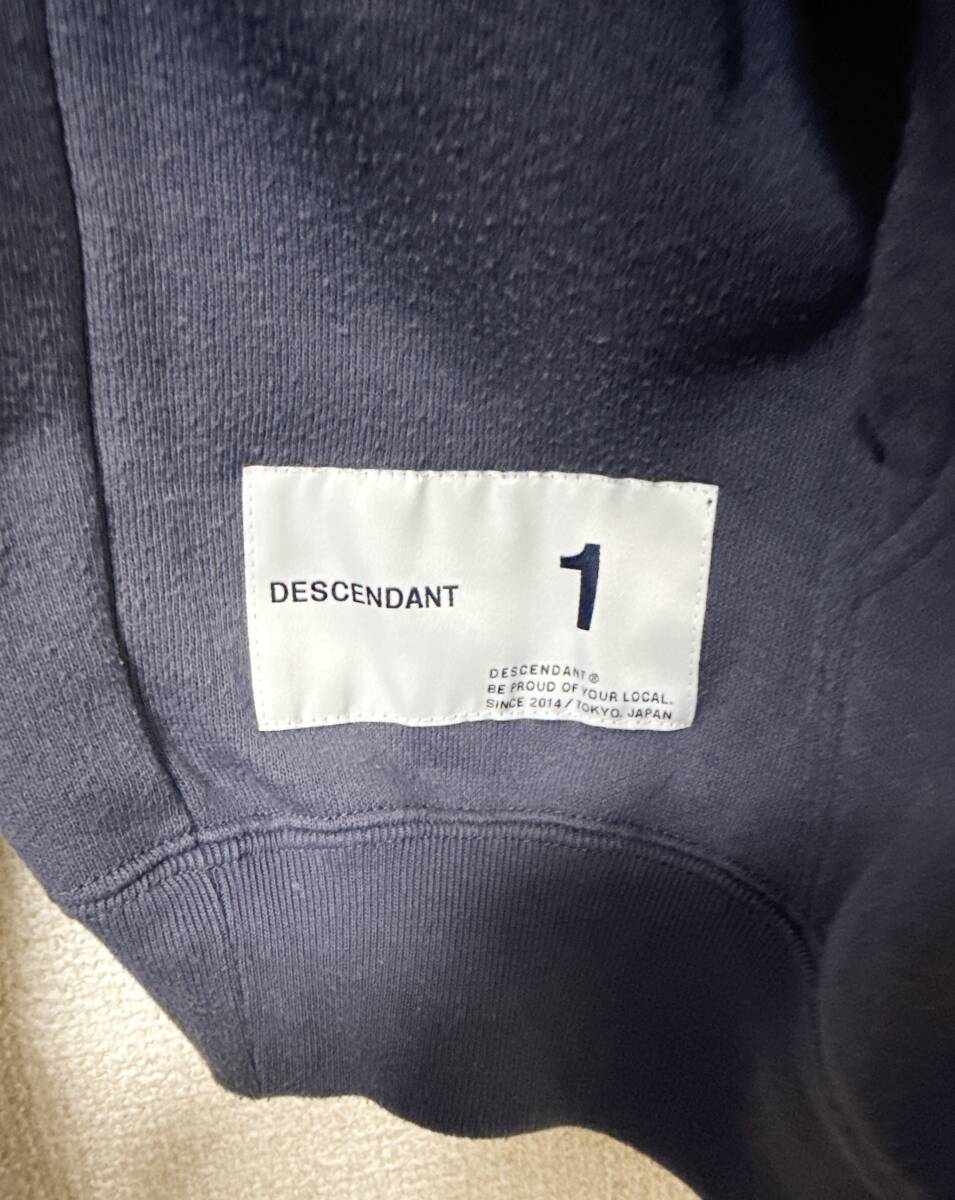 DESCENDANT
1
DESCENDANT®
BE PROUD OF YOUR LOCAL.
SINCE 2014 / TOKYO, JAPAN